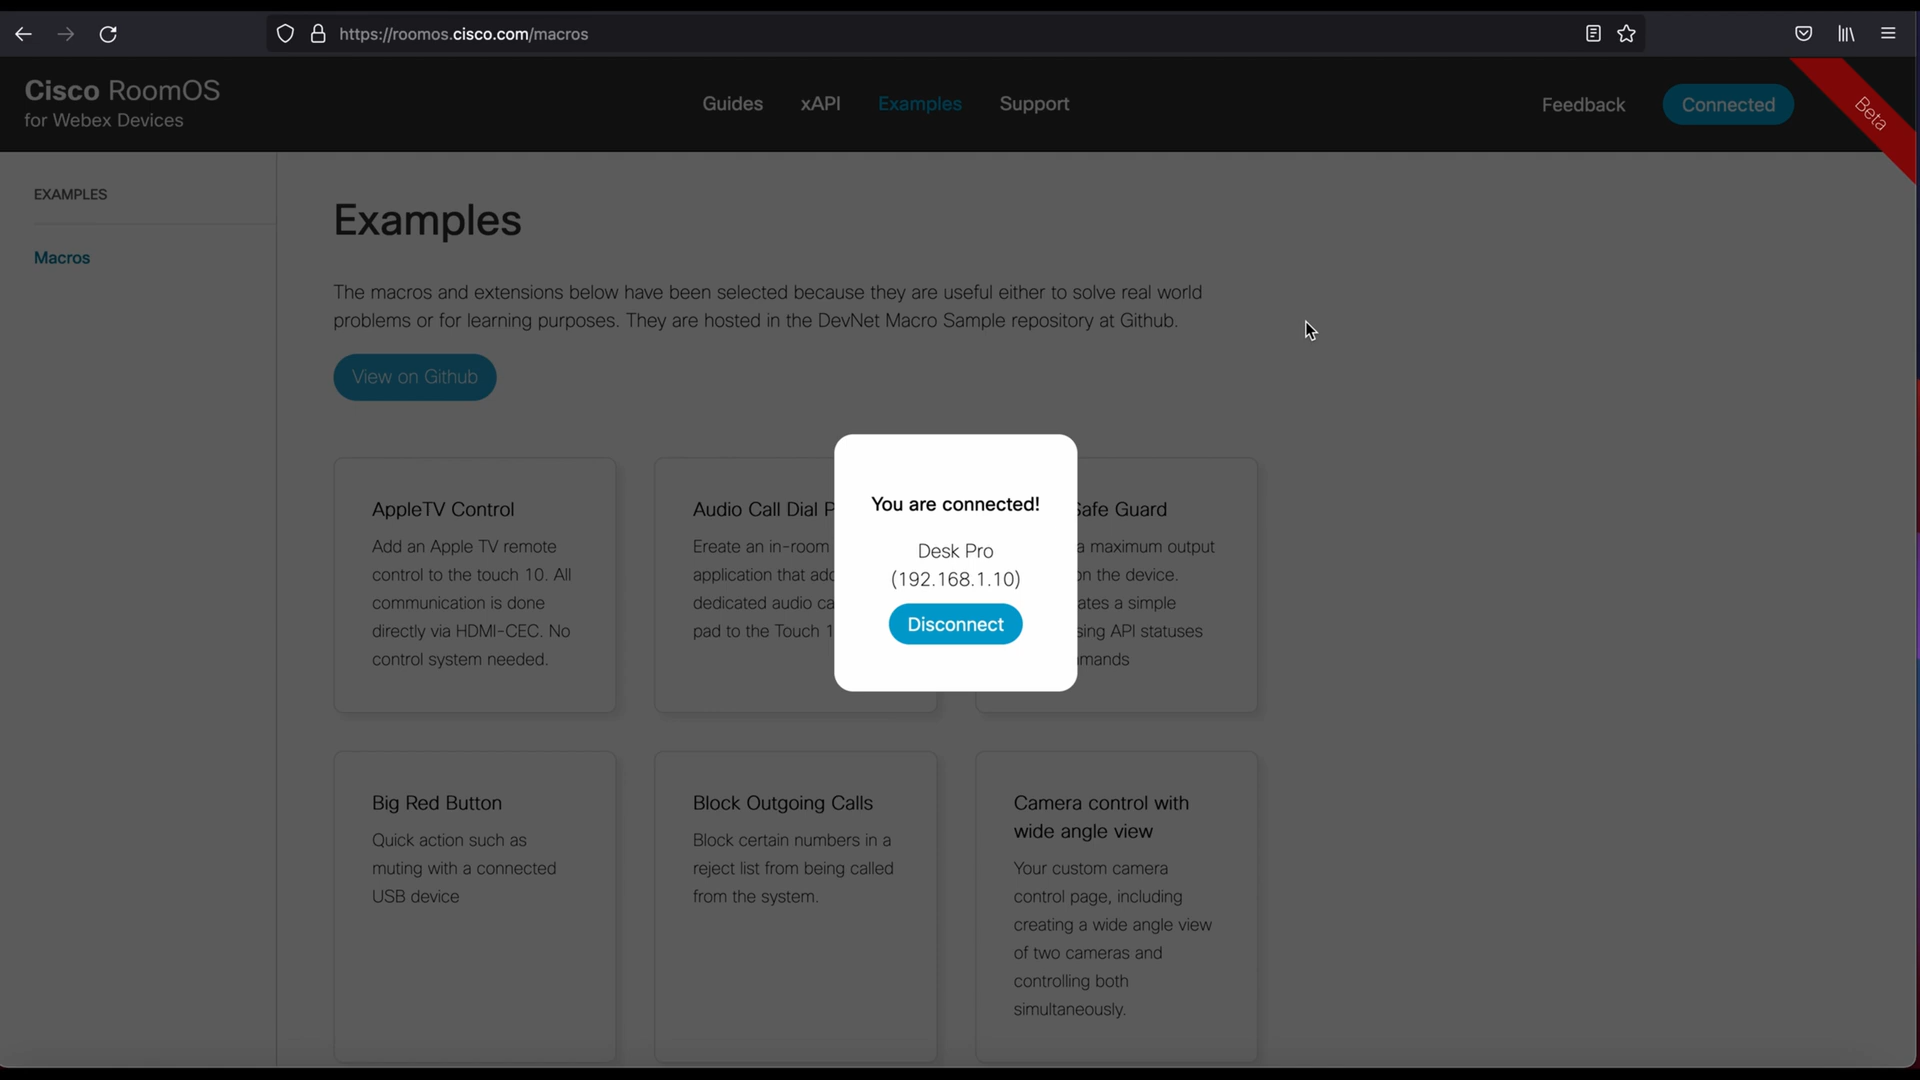 https://roomos.cisco.com/macros
Cisco RoomOS
for Webex Devices
Guides
xAPI
Examples
Support
Feedback
Connected
Beta
EXAMPLES
Macros
Examples
The macros and extensions below have been selected because they are useful either to solve real world
problems or for learning purposes. They are hosted in the DevNet Macro Sample repository at Github.
View on Github
AppleTV Control
Add an Apple TV remote
control to the touch 10. All
communication is done
directly via HDMI-CEC. No
control system needed.
Audio Call Dial
Ereate an in-room
application that
dedicated audio
pad to the Touch
You are connected!
Desk Pro
(192.168.1.10)
Disconnect
Safe Guard
a maximum output
on the device.
a simple
API statuses
Big Red Button
Quick action such as
muting with a connected
USB device
Block Outgoing Calls
Block certain numbers in a
reject list from being called
from the system.
Camera control with
wide angle view
Your custom camera
control page, including
creating a wide angle view
of two cameras and
controlling both
simultaneously.